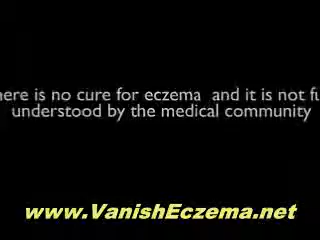 here is no cure for eczema and it is not fu
understood by the medical community
www.VanishEczema.net